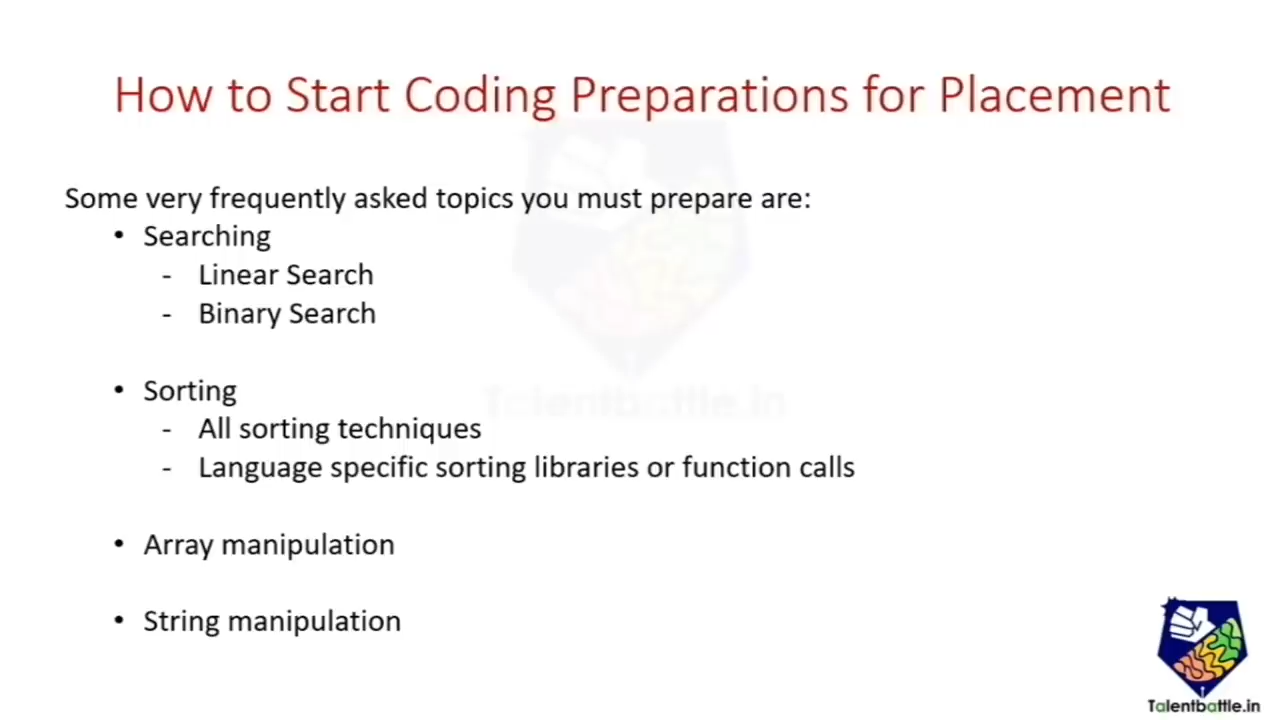 How to Start Coding Preparations for Placement
Some very frequently asked topics you must prepare are:
• Searching
- Linear Search
- Binary Search
• Sorting
- All sorting techniques
- Language specific sorting libraries or function calls
• Array manipulation
• String manipulation
Talentbattle.in
Talentbattle.in